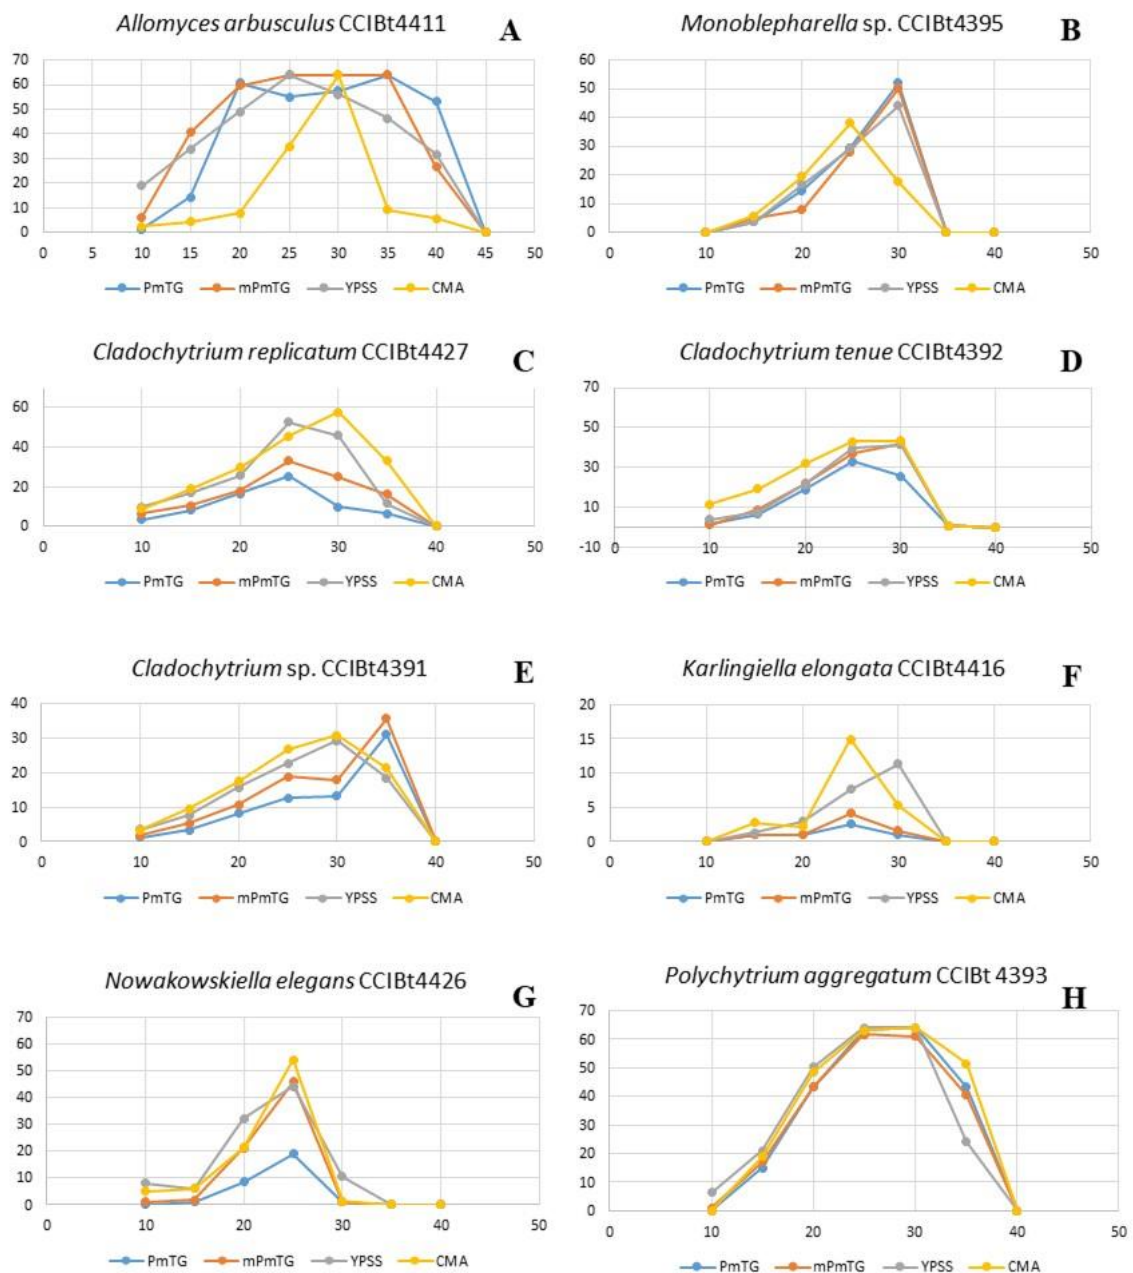 Allomyces arbusculus CCIBt4411 A
70
60
50
40
30
20
10
0
0 5 10 15 20 25 30 35 40 45 50
PmTG mPmTG YPSS CMA
Monoblepharella sp. CCIBt4395 B
60
50
40
30
20
10
0
0 10 20 30 40 50
PmTG mPmTG YPSS CMA
Cladochytrium replicatum CCIBt4427 C
60
40
20
0
0 10 20 30 40 50
PmTG mPmTG YPSS CMA
Cladochytrium tenue CCIBt4392 D
70
50
30
10
-10
0 10 20 30 40 50
PmTG mPmTG YPSS CMA
Cladochytrium sp. CCIBt4391 E
40
30
20
10
0
0 10 20 30 40 50
PmTG mPmTG YPSS CMA
Karlingiella elongata CCIBt4416 F
20
15
10
5
0
0 10 20 30 40 50
PmTG mPmTG YPSS CMA
Nowakowskiella elegans CCIBt4426 G
70
60
50
40
30
20
10
0
0 10 20 30 40 50
PmTG mPmTG YPSS CMA
Polychytrium aggregatum CCIBt 4393 H
70
60
50
40
30
20
10
0
0 10 20 30 40 50
PmTG mPmTG YPSS CMA